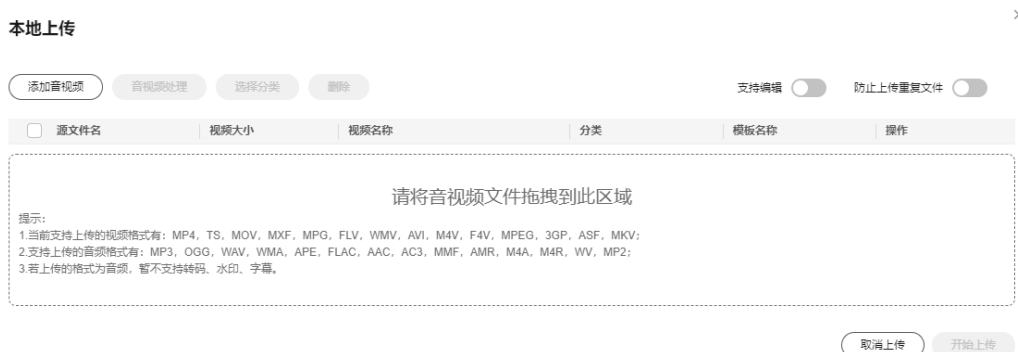 本地上传
添加音视频 音视频处理 选择分类 删除 支持编辑 防止上传重复文件
源文件名 视频大小 视频名称 分类 模板名称 操作
请将音视频文件拖拽到此区域
提示:
1.当前支持上传的视频格式有: MP4, TS, MOV, MXF, MPG, FLV, WMV, AVI, M4V, F4V, MPEG, 3GP, ASF, MKV;
2.支持上传的音频格式有: MP3, OGG, WAV, WMA, APE, FLAC, AAC, AC3, MMF, AMR, M4A, M4R, WV, MP2;
3.若上传的格式为音频, 暂不支持转码、水印、字幕。
取消上传 开始上传